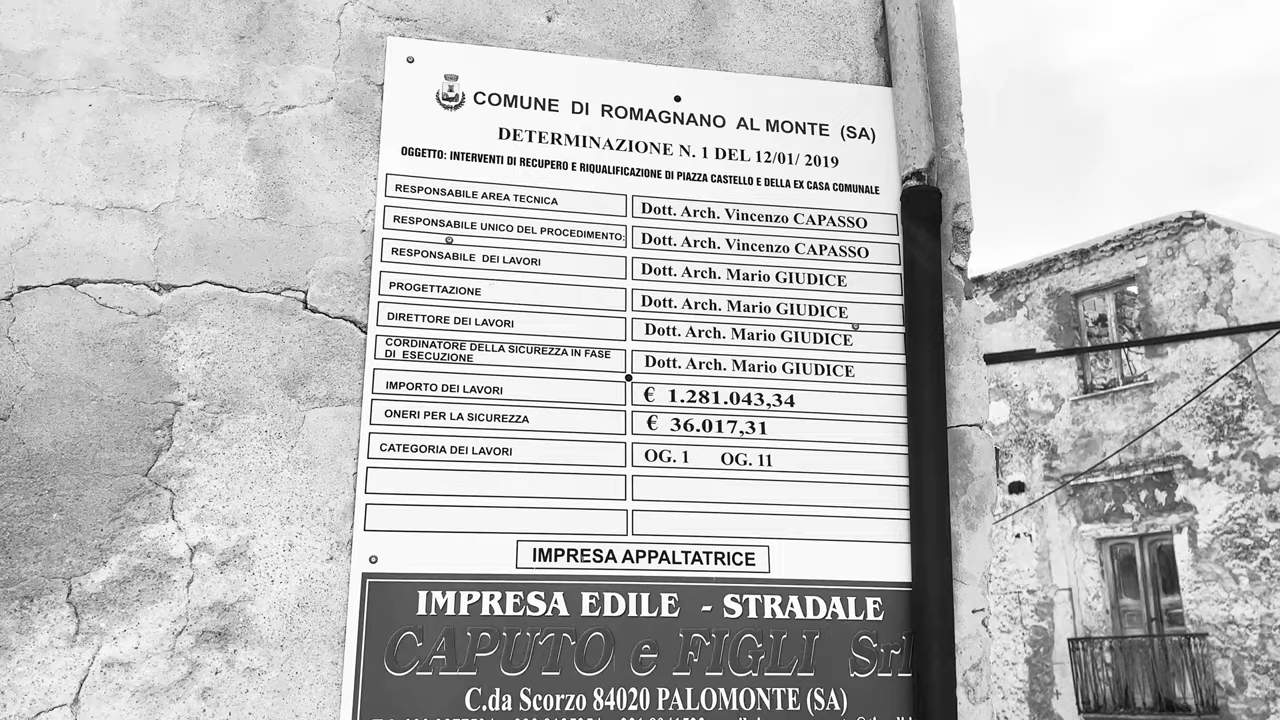 COMUNE DI ROMAGNANO AL MONTE (SA)
DETERMINAZIONE N. 1 DEL 12/01/ 2019
OGGETTO: INTERVENTI DI RECUPERO E RIQUALIFICAZIONE DI PIAZZA CASTELLO E DELLA EX CASA COMUNALE
RESPONSABILE AREA TECNICA Dott. Arch. Vincenzo CAPASSO
RESPONSABILE UNICO DEL PROCEDIMENTO: Dott. Arch. Vincenzo CAPASSO
RESPONSABILE DEI LAVORI Dott. Arch. Mario GIUDICE
PROGETTAZIONE Dott. Arch. Mario GIUDICE
DIRETTORE DEI LAVORI Dott. Arch. Mario GIUDICE
CORDINATORE DELLA SICUREZZA IN FASE
DI ESECUZIONE Dott. Arch. Mario GIUDICE
IMPORTO DEI LAVORI € 1.281.043,34
ONERI PER LA SICUREZZA € 36.017,31
CATEGORIA DEI LAVORI OG. 1 OG. 11
IMPRESA APPALTATRICE
IMPRESA EDILE - STRADALE
CAPUTO e FIGLI Srl
C.da Scorzo 84020 PALOMONTE (SA)